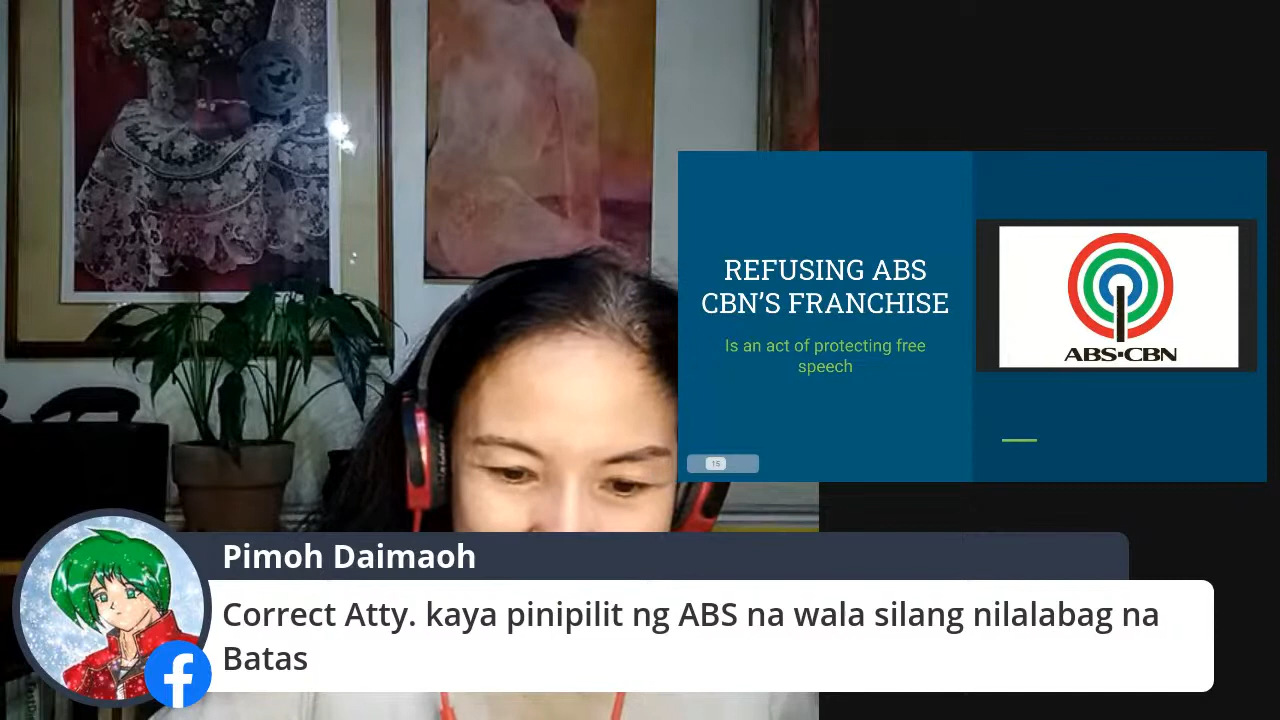 REFUSING ABS
CBN'S FRANCHISE
Is an act of protecting free
speech
ABS•CBN
15
Pimoh Daimaoh
Correct Atty. kaya pinipilit ng ABS na wala silang nilalabag na
Batas